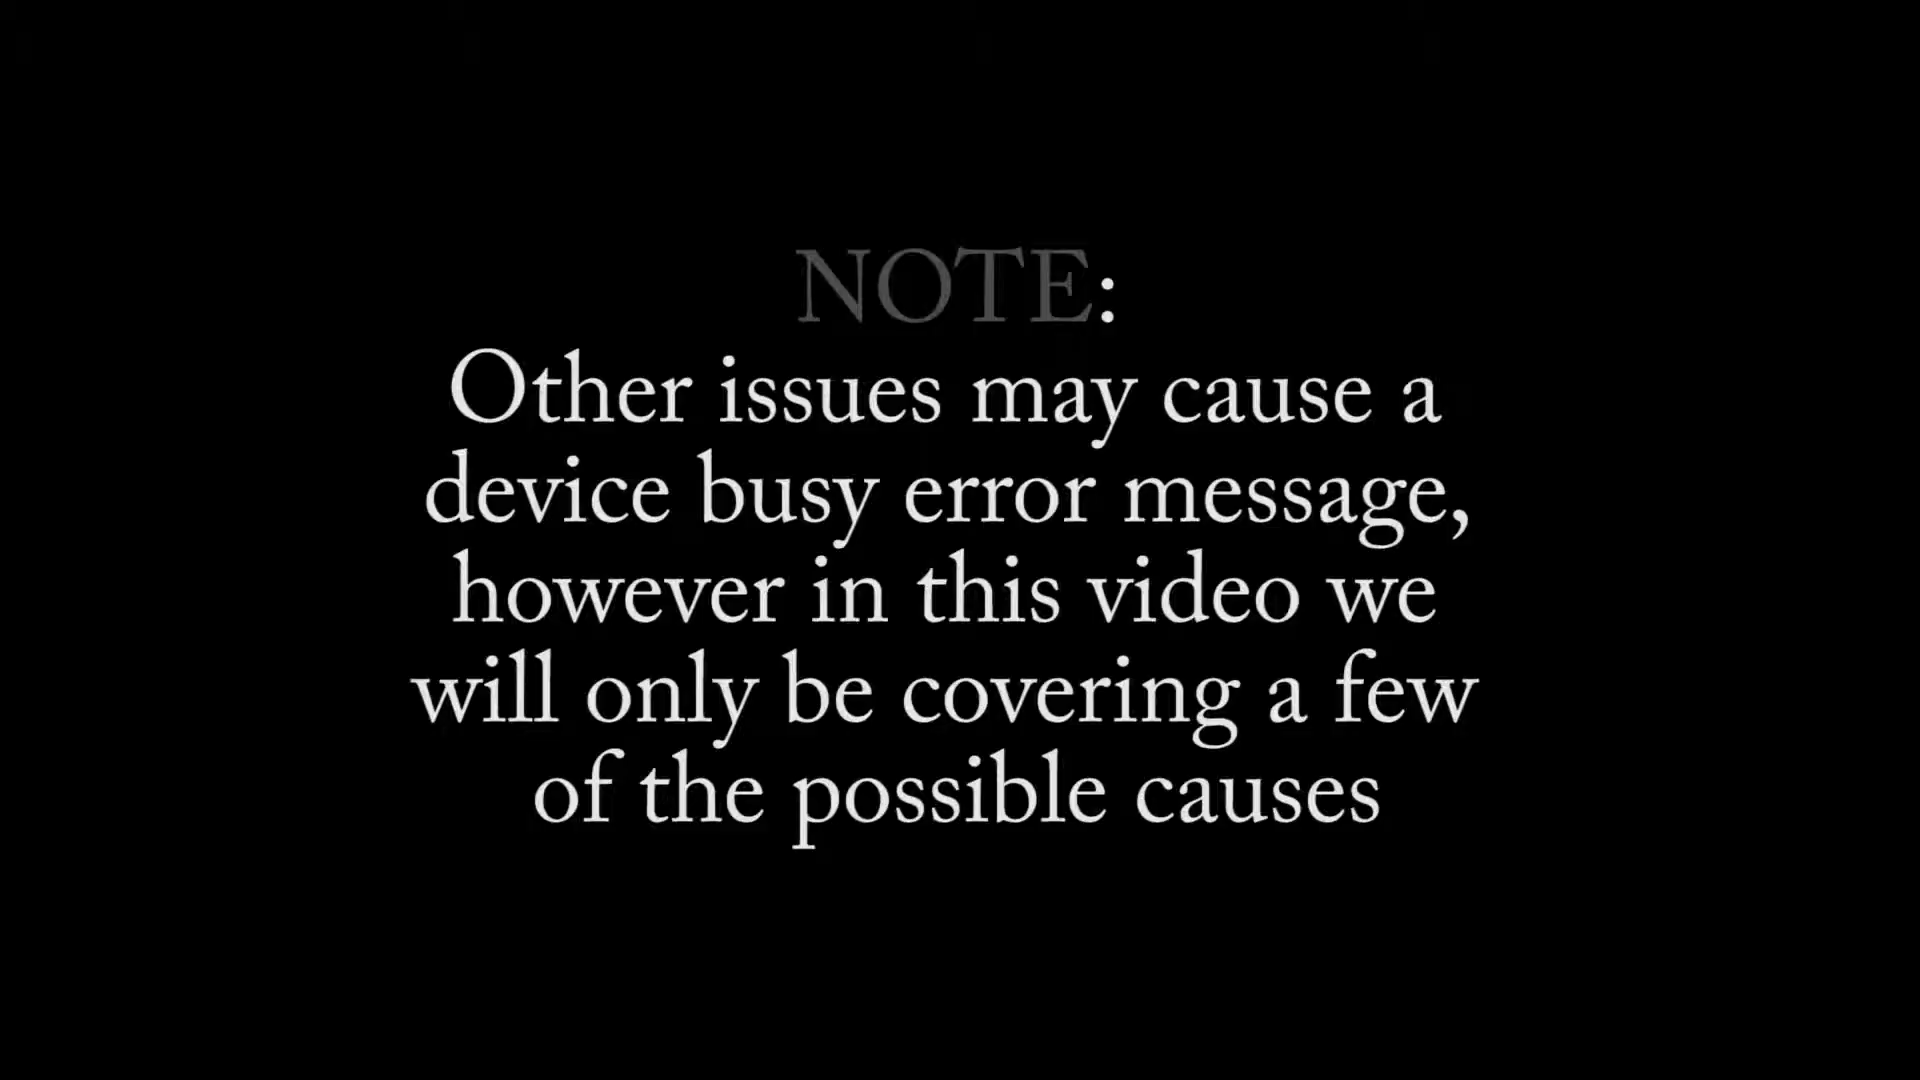 NOTE:
Other issues may cause a
device busy error message,
however in this video we
will only be covering a few
of the possible causes